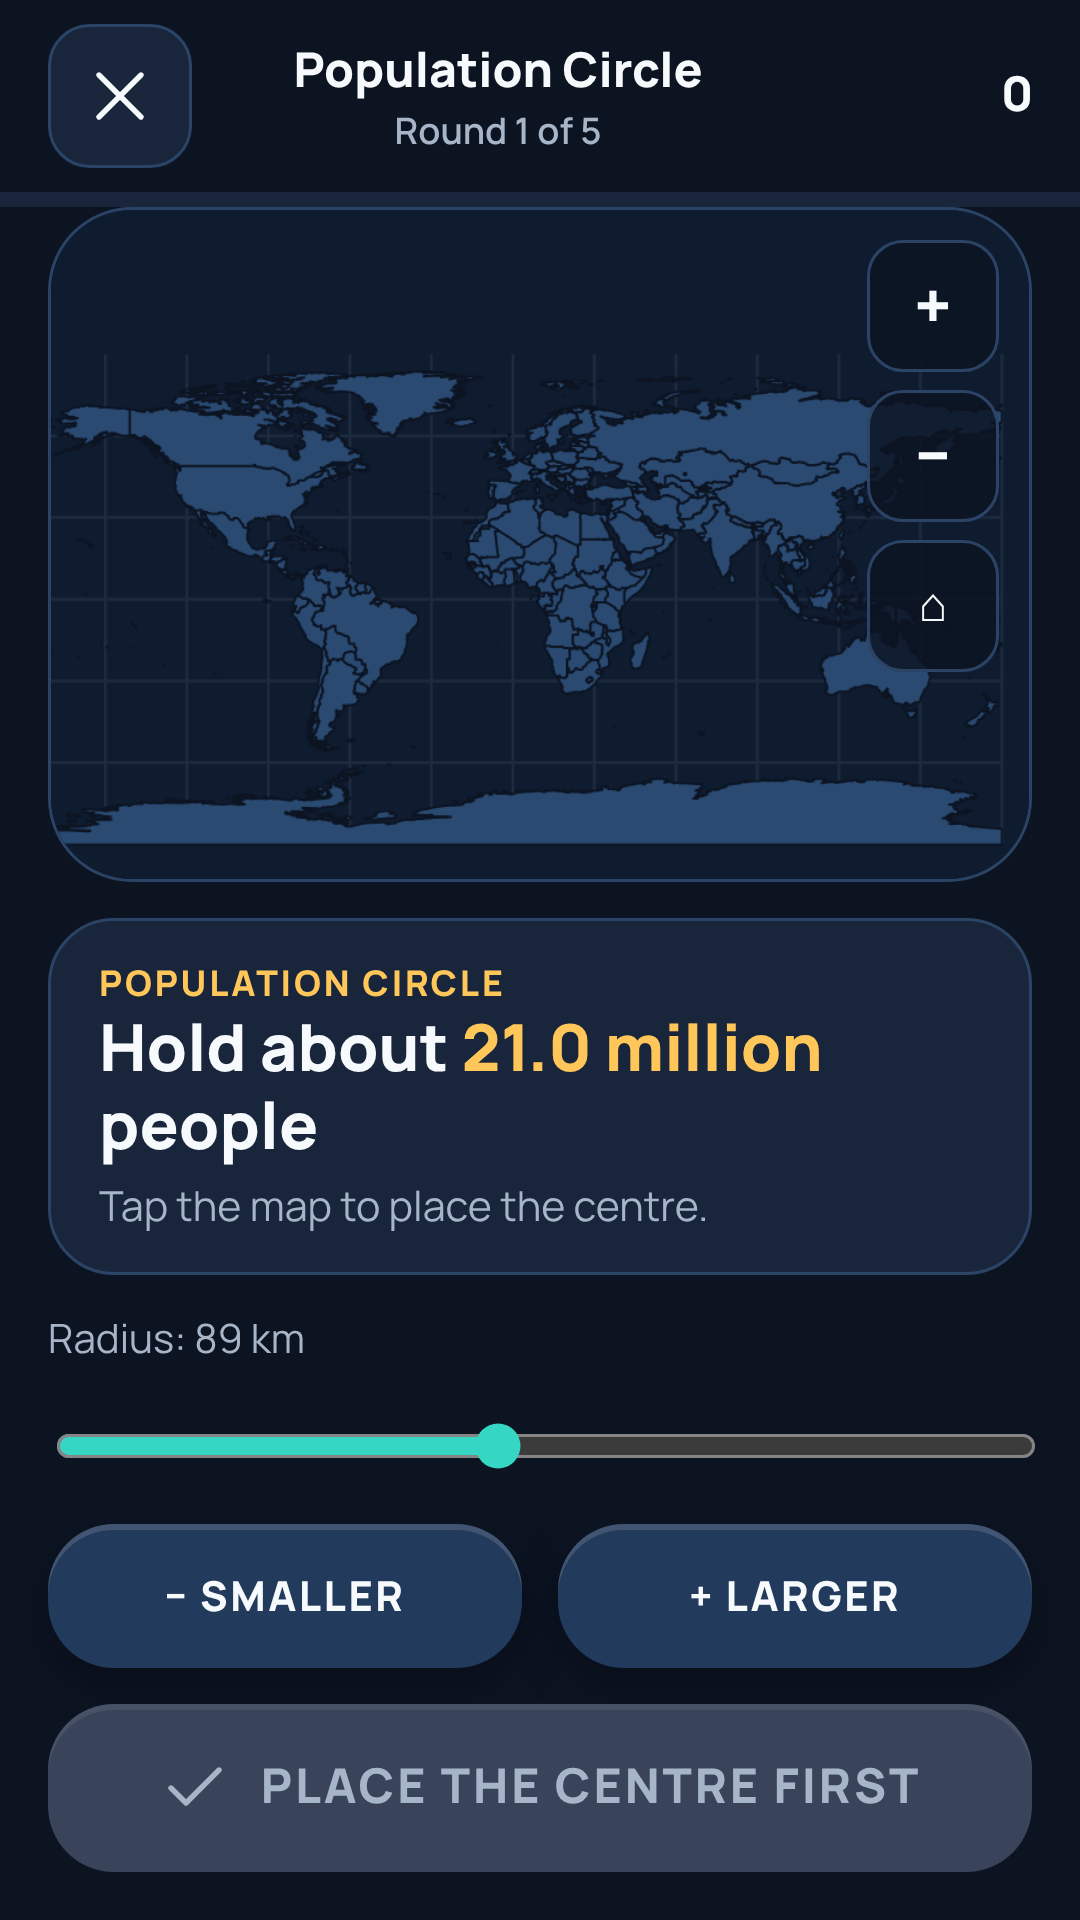 Population Circle
Round 1 of 5
0
+
−
⌂
POPULATION CIRCLE
Hold about 21.0 million
people
Tap the map to place the centre.
Radius: 89 km
− SMALLER
+ LARGER
PLACE THE CENTRE FIRST